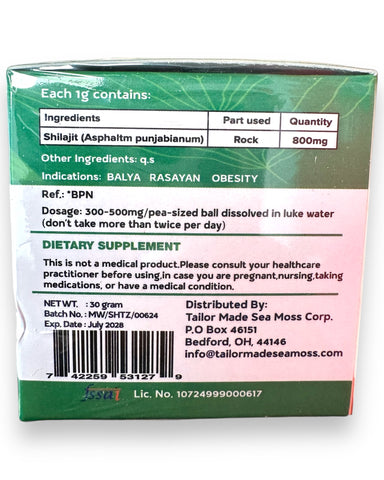 Each 1g contains:
Ingredients Part used Quantity
Shilajit (Asphaltm punjabianum) Rock 800mg
Other Ingredients: q.s
Indications: BALYA RASAYAN OBESITY
Ref.: *BPN
Dosage: 300-500mg/pea-sized ball dissolved in luke water
(don't take more than twice per day)
DIETARY SUPPLEMENT
This is not a medical product.Please consult your healthcare
practitioner before using,in case you are pregnant,nursing,taking
medications, or have a medical condition.
NET WT. : 30 gram
Batch No. : MW/SHTZ/00624
Exp. Date : July 2028
Distributed By:
Tailor Made Sea Moss Corp.
P.O Box 46151
Bedford, OH, 44146
info@tailormadeseamoss.com
7 42259 53127 9
fssai
Lic. No. 10724999000617